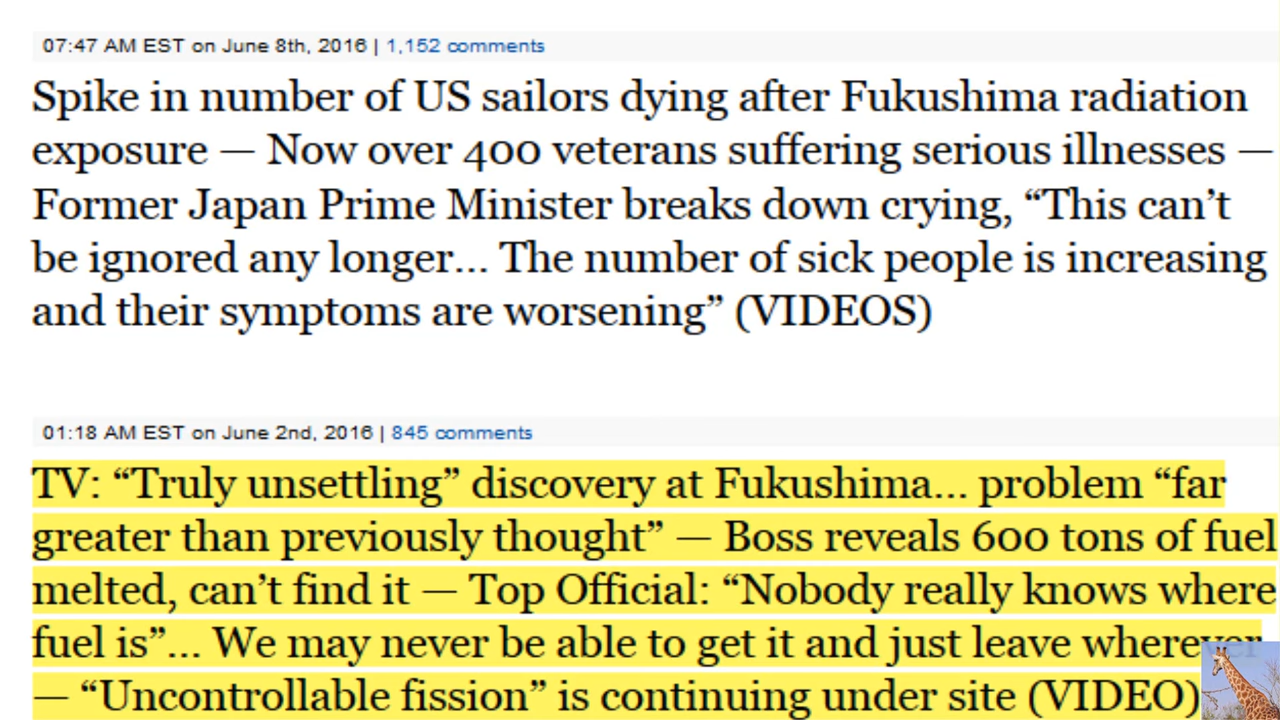 07:47 AM EST on June 8th, 2016 | 1,152 comments
Spike in number of US sailors dying after Fukushima radiation
exposure — Now over 400 veterans suffering serious illnesses —
Former Japan Prime Minister breaks down crying, “This can’t
be ignored any longer... The number of sick people is increasing
and their symptoms are worsening” (VIDEOS)
01:18 AM EST on June 2nd, 2016 | 845 comments
TV: “Truly unsettling” discovery at Fukushima... problem “far
greater than previously thought” — Boss reveals 600 tons of fuel
melted, can’t find it — Top Official: “Nobody really knows where
fuel is”... We may never be able to get it and just leave wherever
— “Uncontrollable fission” is continuing under site (VIDEO)